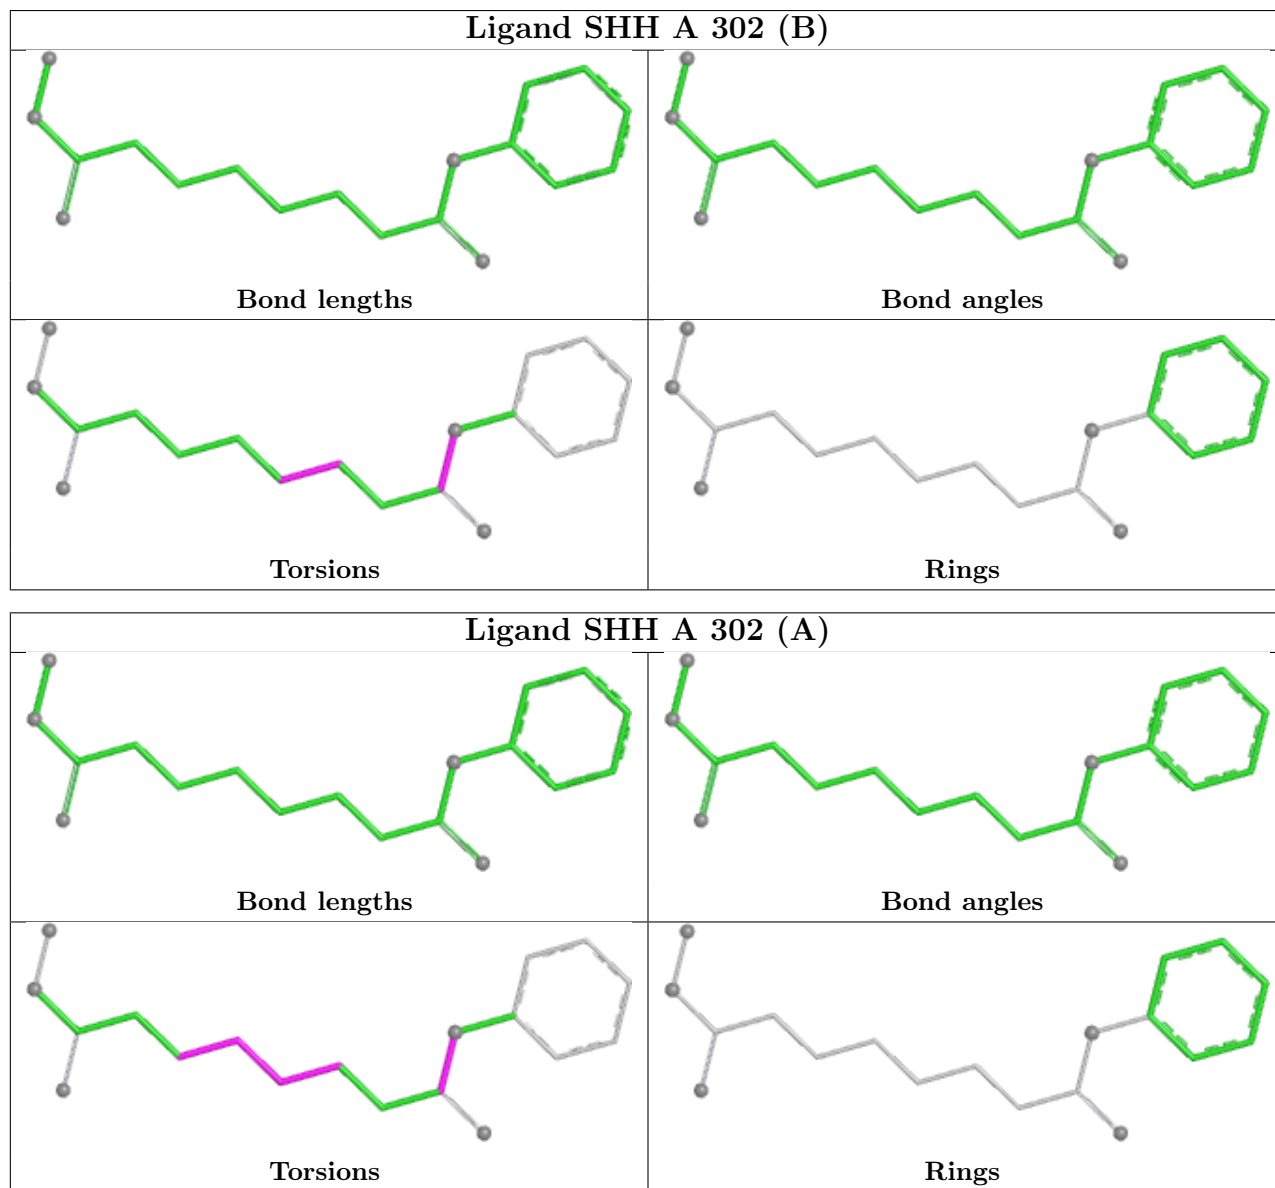 Ligand SHH A 302 (B)
Bond lengths
Bond angles
Torsions
Rings
Ligand SHH A 302 (A)
Bond lengths
Bond angles
Torsions
Rings